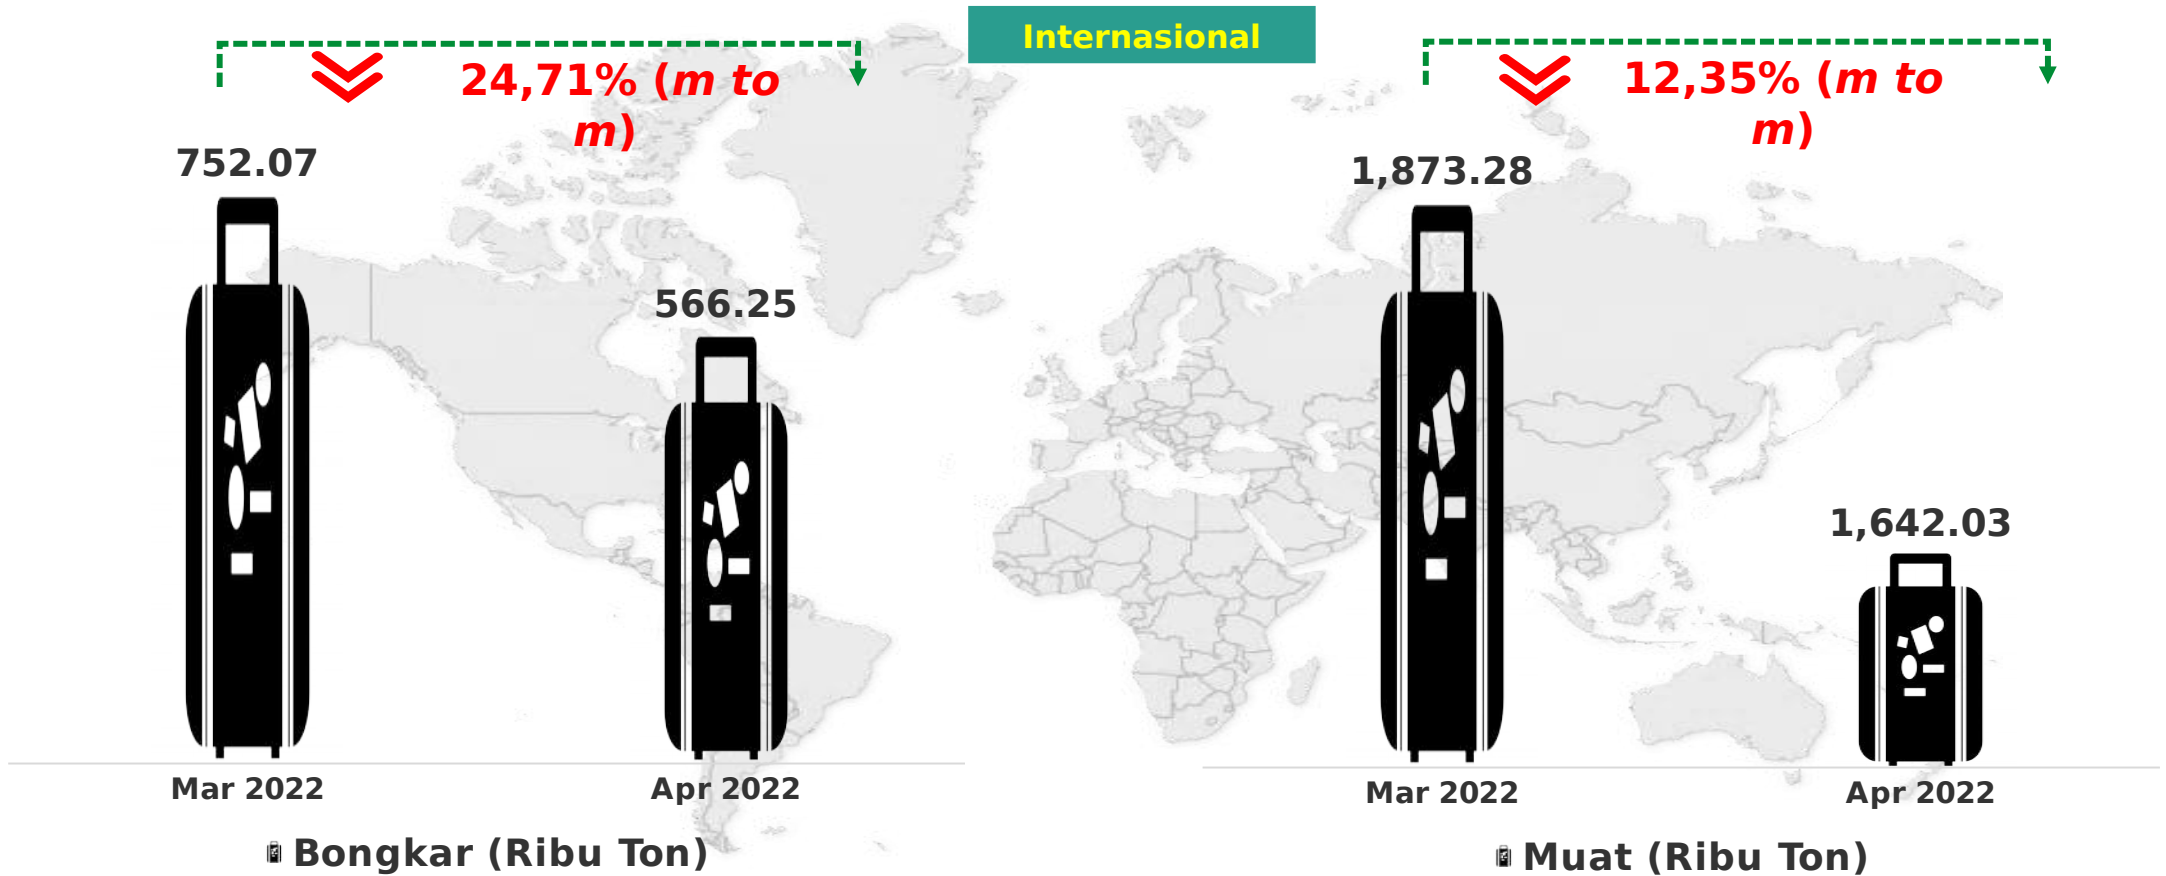 Internasional
24,71% (m to
m)
752.07
566.25
Mar 2022
Apr 2022
Bongkar (Ribu Ton)
12,35% (m to
m)
1,873.28
1,642.03
Mar 2022
Apr 2022
Muat (Ribu Ton)